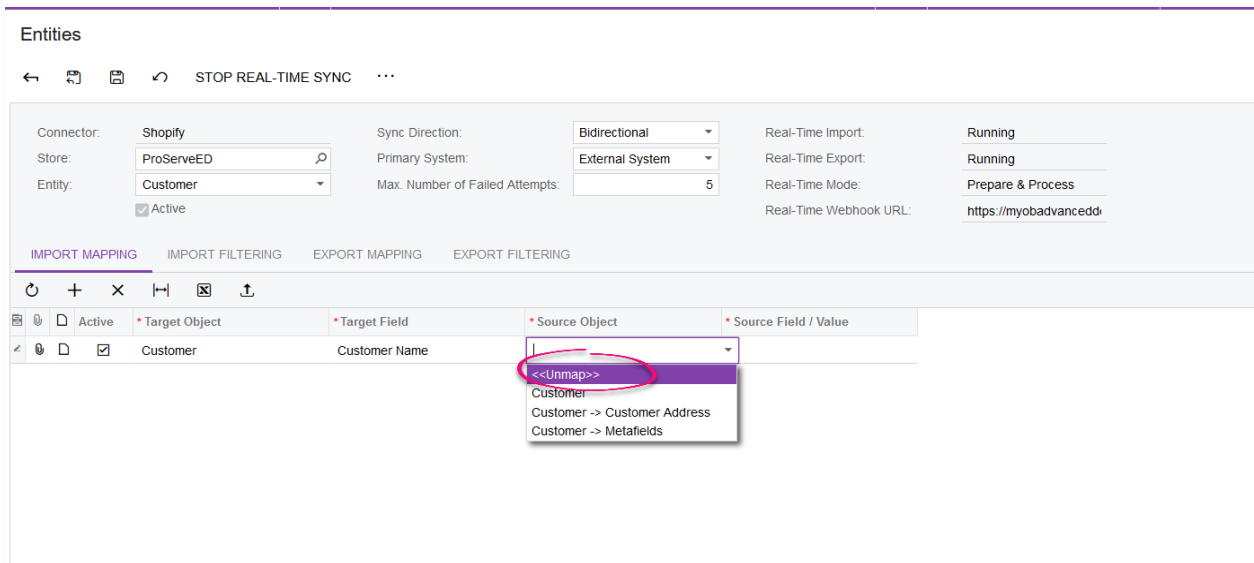 Entities
STOP REAL-TIME SYNC ...
Connector: Shopify Sync Direction: Bidirectional Real-Time Import: Running
Store: ProServeED Primary System: External System Real-Time Export: Running
Entity: Customer Max. Number of Failed Attempts: 5 Real-Time Mode: Prepare & Process
Active Real-Time Webhook URL: https://myobadvancedd
IMPORT MAPPING IMPORT FILTERING EXPORT MAPPING EXPORT FILTERING
Active * Target Object * Target Field * Source Object * Source Field / Value
Customer Customer Name
<<Unmap>>
Customer
Customer -> Customer Address
Customer -> Metafields